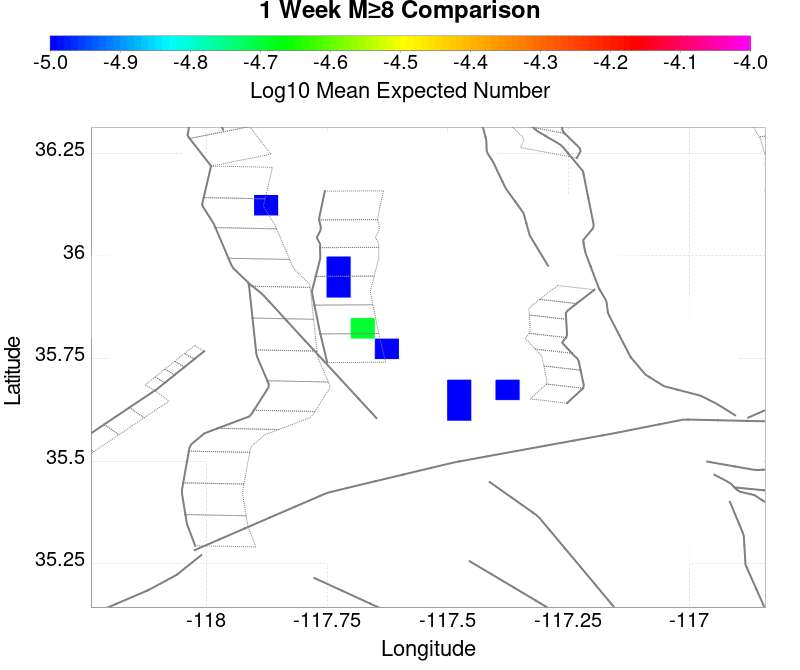 1 Week M≥8 Comparison
-5.0 -4.9 -4.8 -4.7 -4.6 -4.5 -4.4 -4.3 -4.2 -4.1 -4.0
Log10 Mean Expected Number
36.25
36
35.75
35.5
35.25
Latitude
-118 -117.75 -117.5 -117.25 -117
Longitude